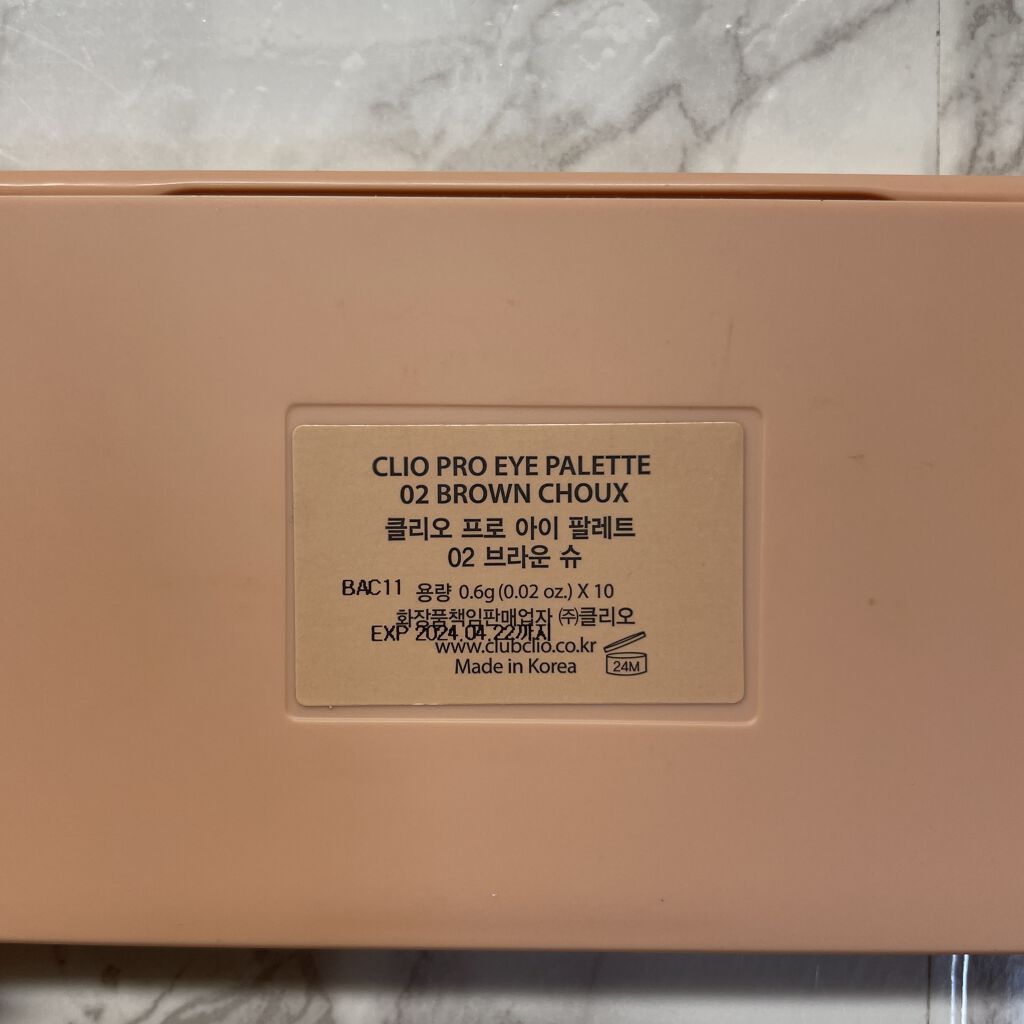 CLIO PRO EYE PALETTE
02 BROWN CHOUX
클리오 프로 아이 팔레트
02 브라운 슈
BAC11 용량 0.6g (0.02 oz.) X 10
화장품책임판매업자 ㈜클리오
EXP 2024.04.22까지
www.clubclio.co.kr
Made in Korea
24M